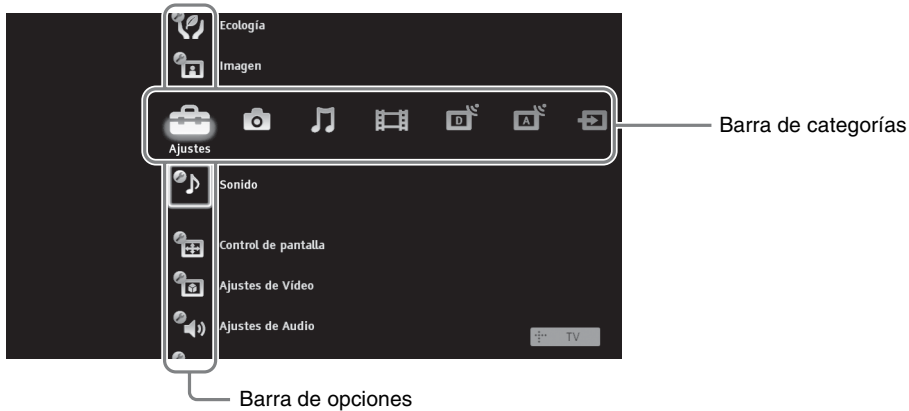 Ecología
Imagen
D
A
Ajustes
Barra de categorías
Sonido
Control de pantalla
Ajustes de Vídeo
Ajustes de Audio
TV
Barra de opciones